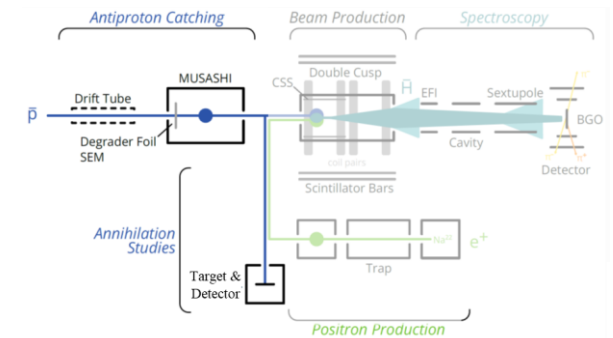 Antiproton Catching
Beam Production
Spectroscopy
MUSASHI
Double Cusp
CSS
H̄
EFI
Sextupole
Drift Tube
p̄
BGO
Degrader Foil
SEM
Cavity
coil pairs
Detector
Scintillator Bars
Annihilation
Studies
Na²²
e⁺
Trap
Target &
Detector
Positron Production